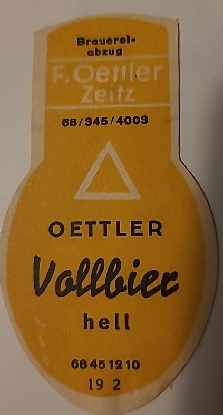 Brauerei-
abzug
F. Oettler
Zeitz
68/345/4003
OETTLER
Vollbier
hell
68 45 12 10
19 2